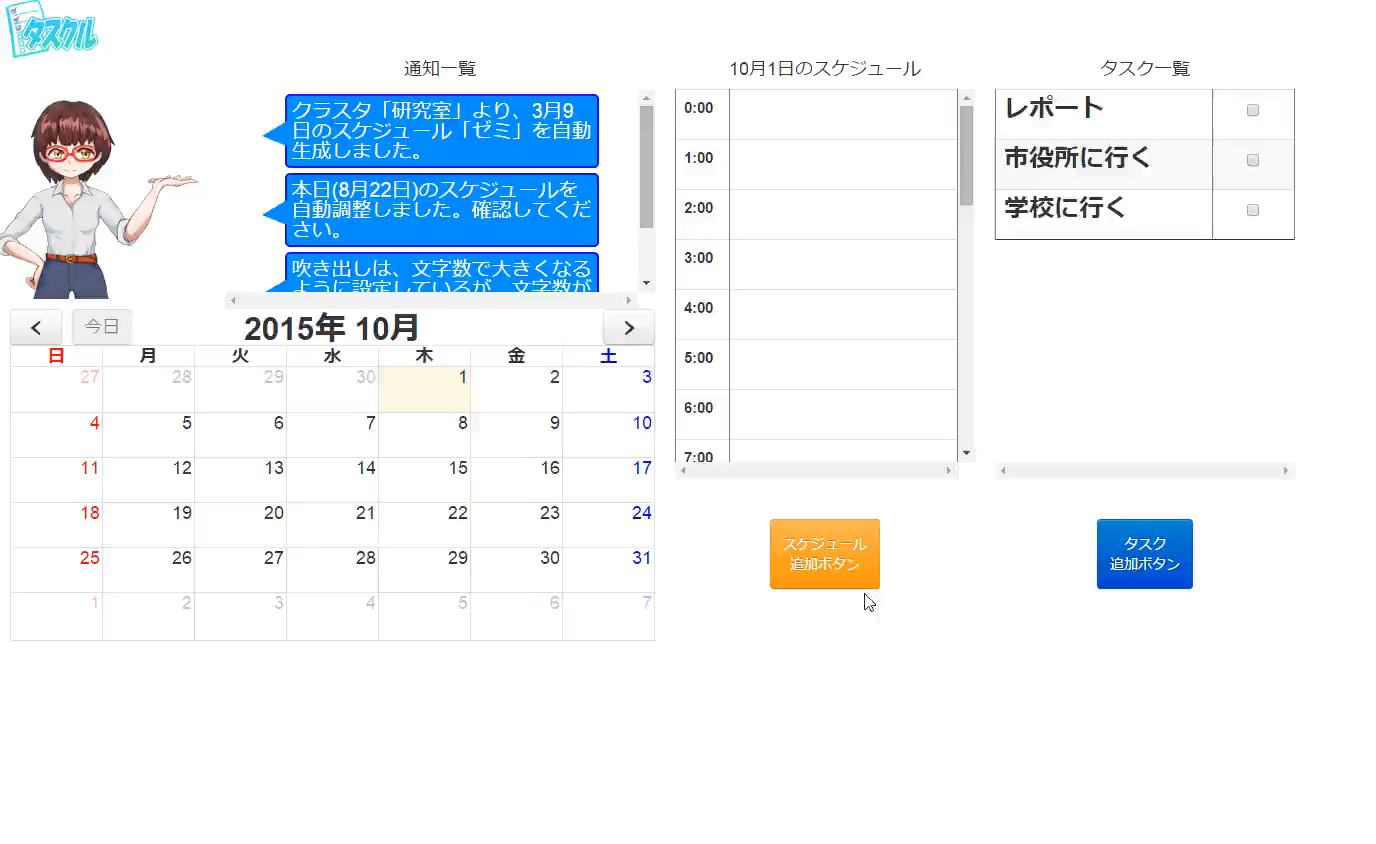 タスクル
通知一覧
クラスタ「研究室」より、3月9
日のスケジュール「ゼミ」を自動
生成しました。
本日(8月22日)のスケジュールを
自動調整しました。確認してくだ
さい。
吹き出しは、文字数で大きくなる
ように設定しているが、文字数が
10月1日のスケジュール
0:00
1:00
2:00
3:00
4:00
5:00
6:00
7:00
タスク一覧
レポート
市役所に行く
学校に行く
今日
2015年 10月
日 月 火 水 木 金 土
27 28 29 30 1 2 3
4 5 6 7 8 9 10
11 12 13 14 15 16 17
18 19 20 21 22 23 24
25 26 27 28 29 30 31
1 2 3 4 5 6 7
スケジュール
追加ボタン
タスク
追加ボタン